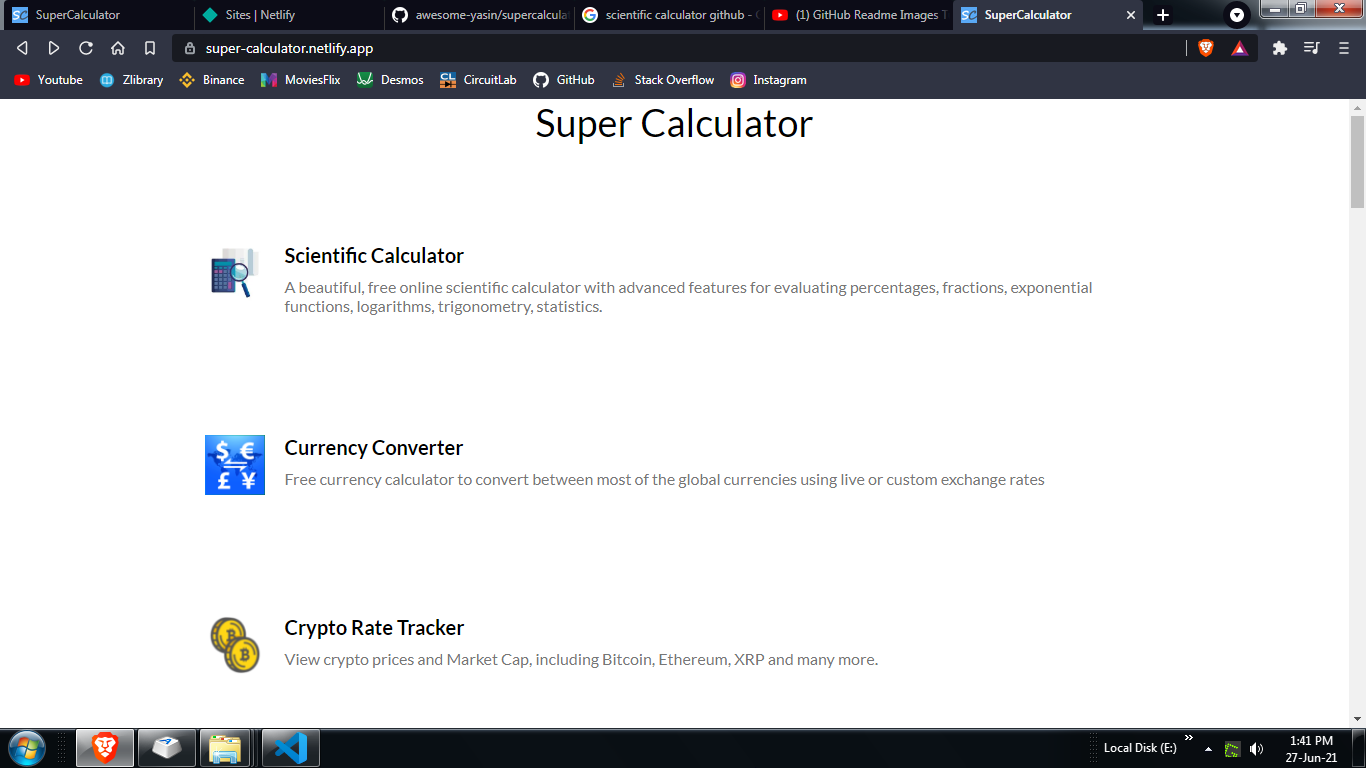 SuperCalculator
Sites | Netlify
awesome-yasin/supercalcula
scientific calculator github -
(1) GitHub Readme Images
SuperCalculator
super-calculator.netlify.app
Youtube
Zlibrary
Binance
MoviesFlix
Desmos
CircuitLab
GitHub
Stack Overflow
Instagram
Super Calculator
Scientific Calculator
A beautiful, free online scientific calculator with advanced features for evaluating percentages, fractions, exponential
functions, logarithms, trigonometry, statistics.
Currency Converter
Free currency calculator to convert between most of the global currencies using live or custom exchange rates
Crypto Rate Tracker
View crypto prices and Market Cap, including Bitcoin, Ethereum, XRP and many more.
Local Disk (E:)
1:41 PM
27-Jun-21